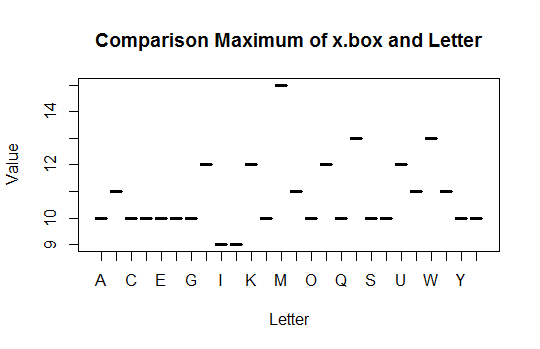 Comparison Maximum of x.box and Letter
Value
14
12
10
9
A C E G I K M O Q S U W Y
Letter